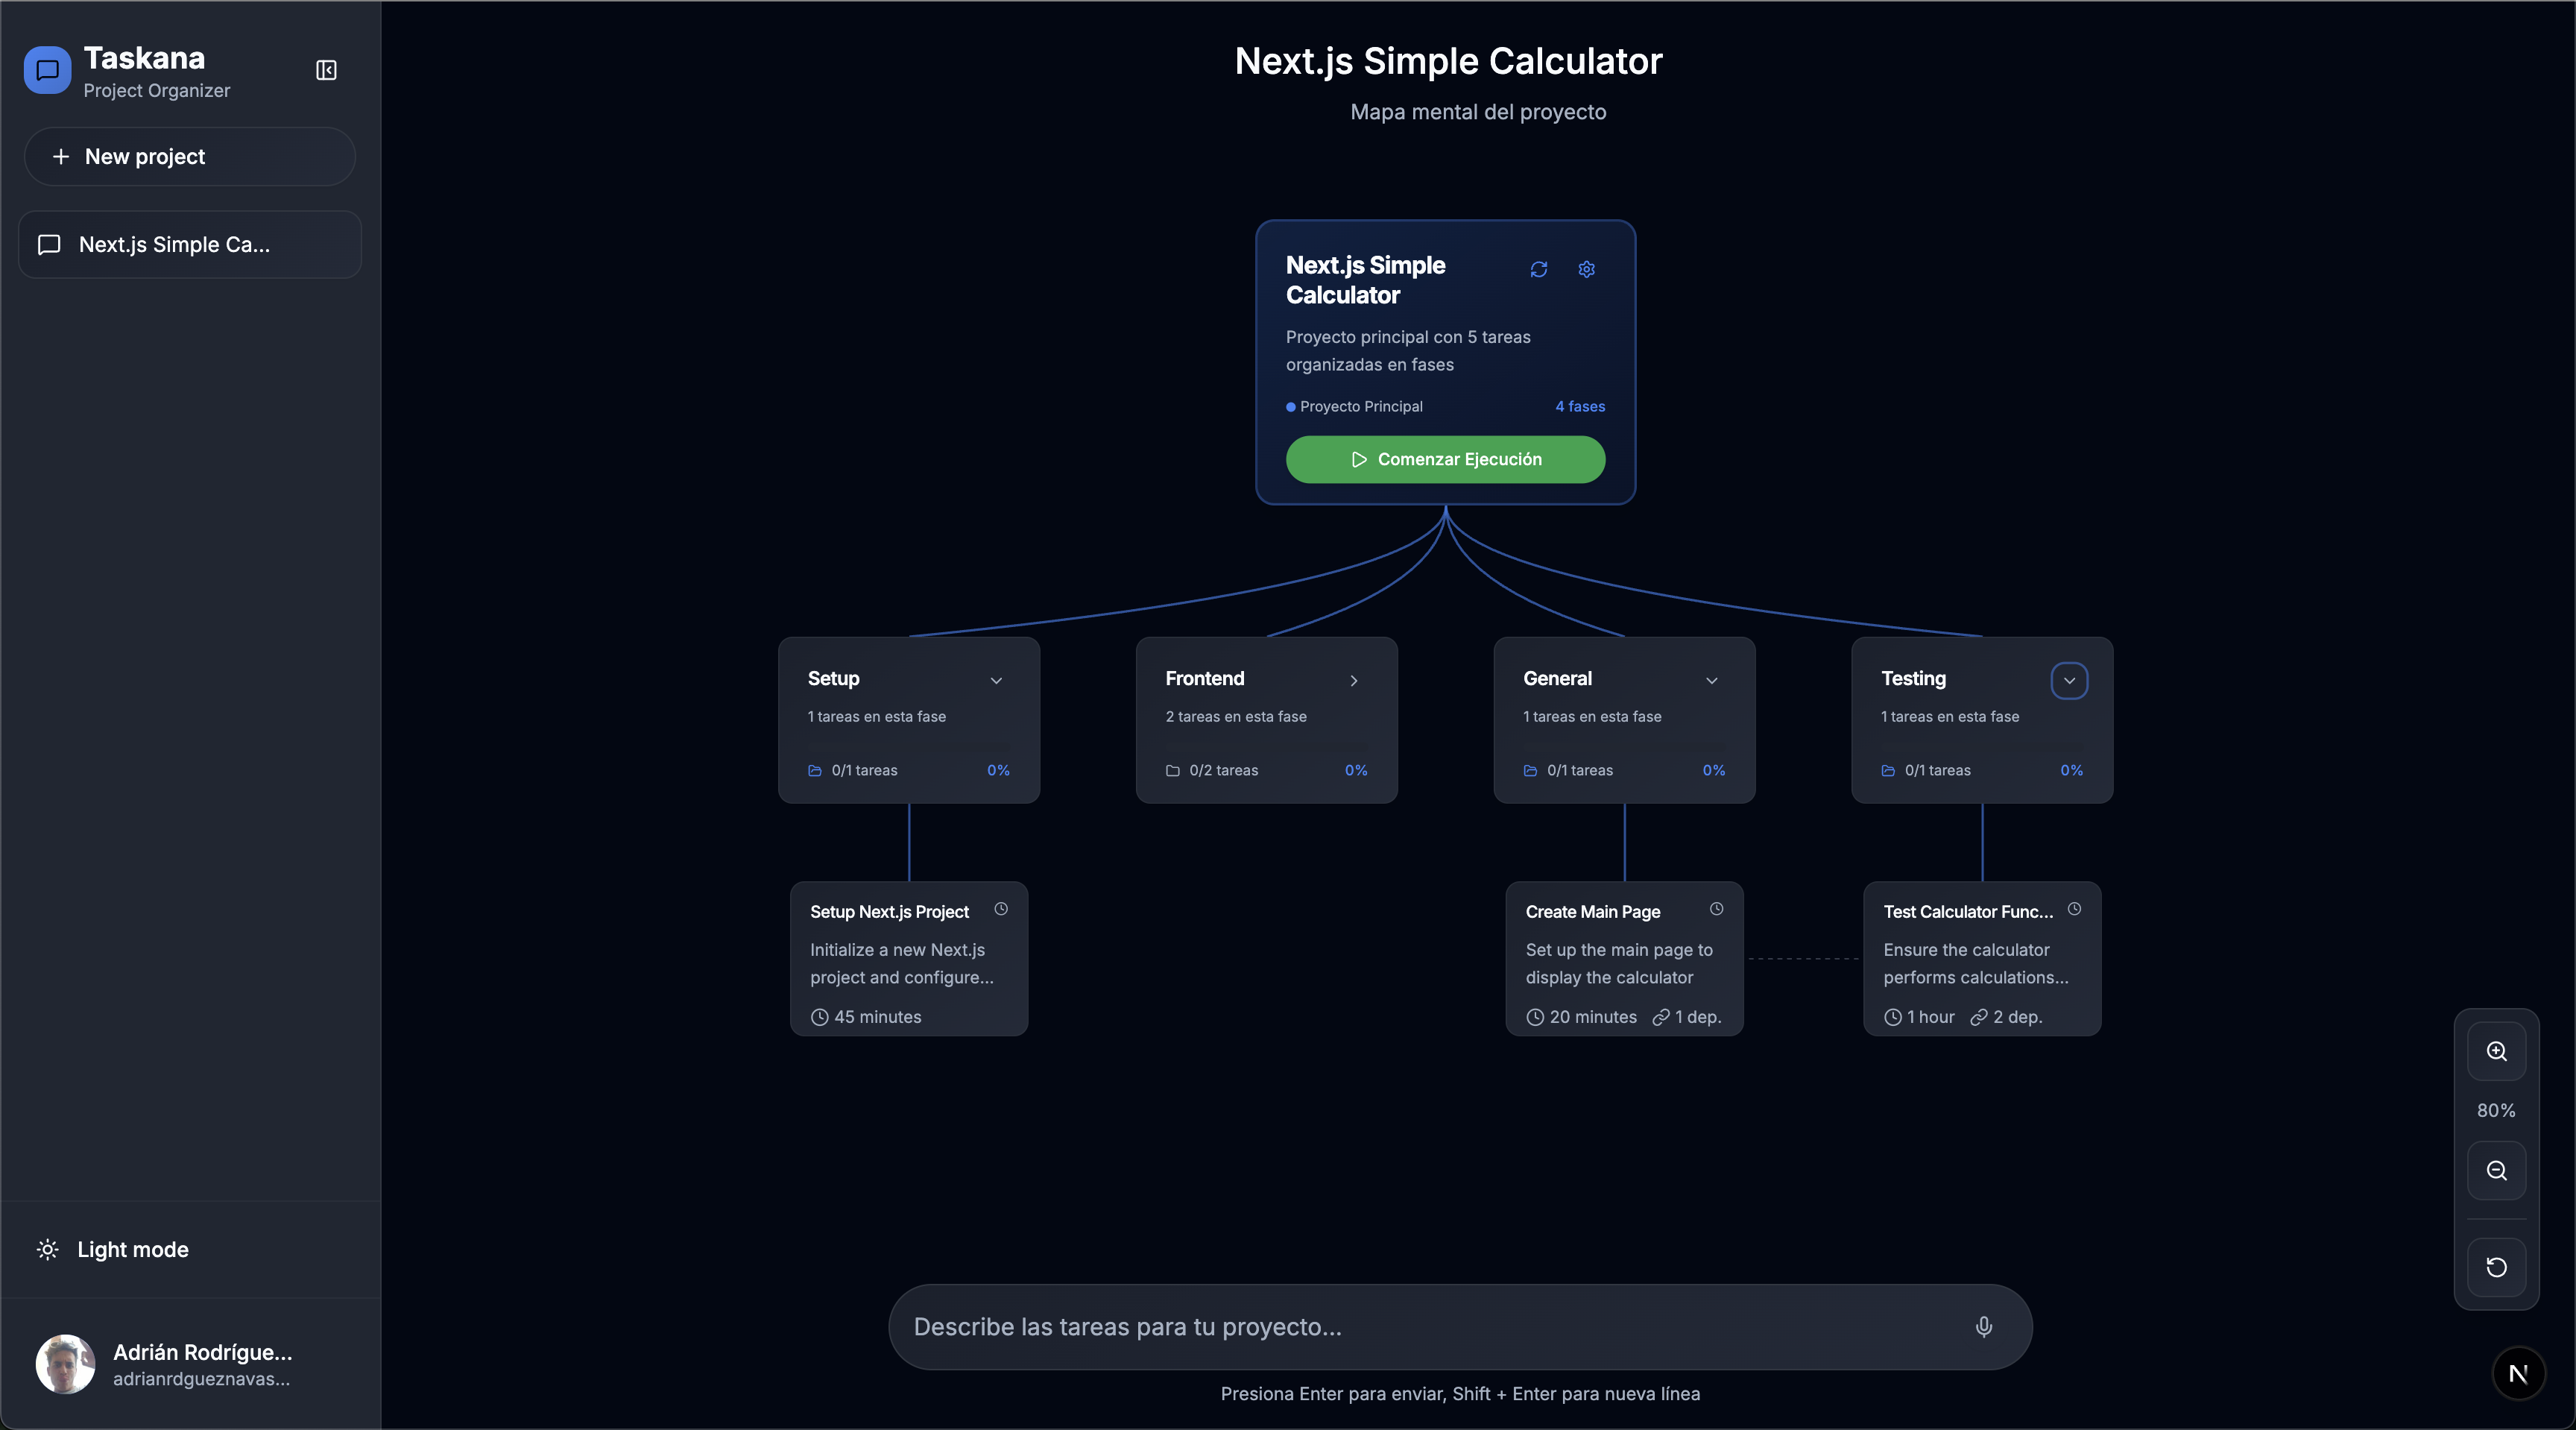 Taskana
Project Organizer
New project
Next.js Simple Ca...
Light mode
Adrián Rodrígue...
adrianrdgueznavas...
Next.js Simple Calculator
Mapa mental del proyecto
Next.js Simple
Calculator
Proyecto principal con 5 tareas
organizadas en fases
Proyecto Principal
4 fases
Comenzar Ejecución
Setup
1 tareas en esta fase
0/1 tareas
0%
Frontend
2 tareas en esta fase
0/2 tareas
0%
General
1 tareas en esta fase
0/1 tareas
0%
Testing
1 tareas en esta fase
0/1 tareas
0%
Setup Next.js Project
Initialize a new Next.js
project and configure...
45 minutes
Create Main Page
Set up the main page to
display the calculator
20 minutes
1 dep.
Test Calculator Func...
Ensure the calculator
performs calculations...
1 hour
2 dep.
80%
Describe las tareas para tu proyecto...
Presiona Enter para enviar, Shift + Enter para nueva línea
N